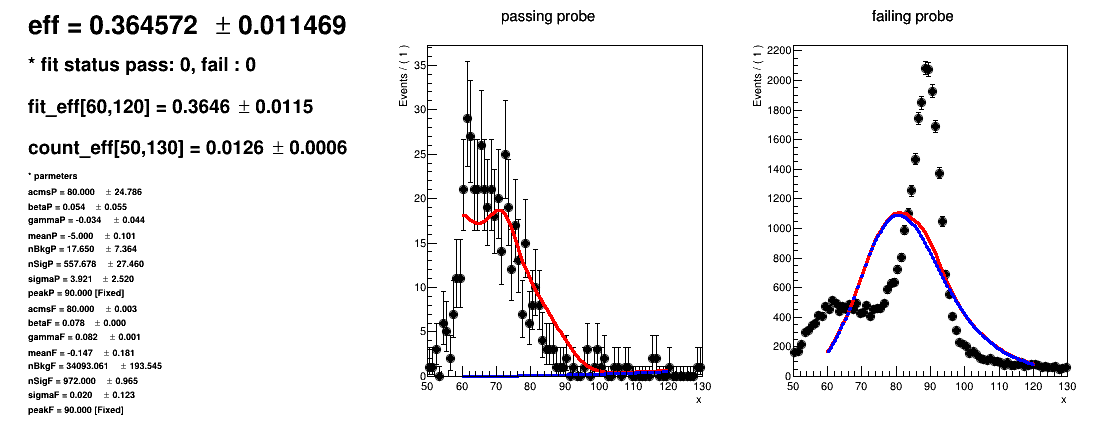 eff = 0.364572 ± 0.011469
* fit status pass: 0, fail : 0
fit_eff[60,120] = 0.3646 ± 0.0115
count_eff[50,130] = 0.0126 ± 0.0006
* parmeters
acmsP = 80.000 ± 24.786
betaP = 0.054 ± 0.055
gammaP = -0.034 ± 0.044
meanP = -5.000 ± 0.101
nBkgP = 17.650 ± 7.364
nSigP = 557.678 ± 27.460
sigmaP = 3.921 ± 2.520
peakP = 90.000 [Fixed]
acmsF = 80.000 ± 0.003
betaF = 0.078 ± 0.000
gammaF = 0.082 ± 0.001
meanF = -0.147 ± 0.181
nBkgF = 34093.061 ± 193.545
nSigF = 972.000 ± 0.965
sigmaF = 0.020 ± 0.123
peakF = 90.000 [Fixed]
passing probe
Events / ( 1 )
35
30
25
20
15
10
5
0
50 60 70 80 90 100 110 120 130
x
failing probe
Events / ( 1 )
2200
2000
1800
1600
1400
1200
1000
800
600
400
200
0
50 60 70 80 90 100 110 120 130
x